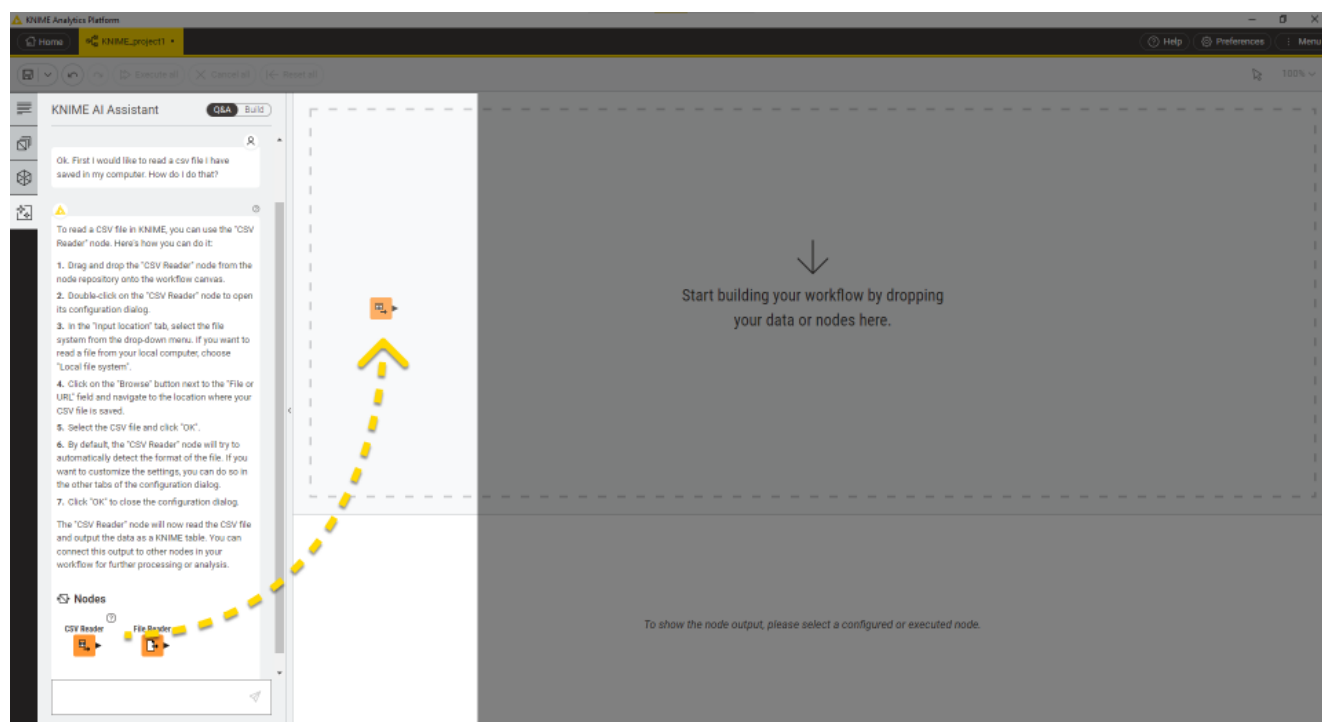 KNIME Analytics Platform
Home
KNIME_project1
Help
Preferences
Menu
Execute all
Cancel all
Reset all
100%
KNIME AI Assistant
Q&A
Build
Ok. First I would like to read a csv file I have
saved in my computer. How do I do that?
To read a CSV file in KNIME, you can use the "CSV
Reader" node. Here's how you can do it:
1. Drag and drop the "CSV Reader" node from the
node repository onto the workflow canvas.
2. Double-click on the "CSV Reader" node to open
its configuration dialog.
3. In the "Input location" tab, select the file
system from the drop-down menu. If you want to
read a file from your local computer, choose
"Local file system".
4. Click on the "Browse" button next to the "File or
URL" field and navigate to the location where your
CSV file is saved.
5. Select the CSV file and click "OK".
6. By default, the "CSV Reader" node will try to
automatically detect the format of the file. If you
want to customize the settings, you can do so in
the other tabs of the configuration dialog.
7. Click "OK" to close the configuration dialog.
The "CSV Reader" node will now read the CSV file
and output the data as a KNIME table. You can
connect this output to other nodes in your
workflow for further processing or analysis.
Nodes
CSV Reader
File Reader
Start building your workflow by dropping
your data or nodes here.
To show the node output, please select a configured or executed node.